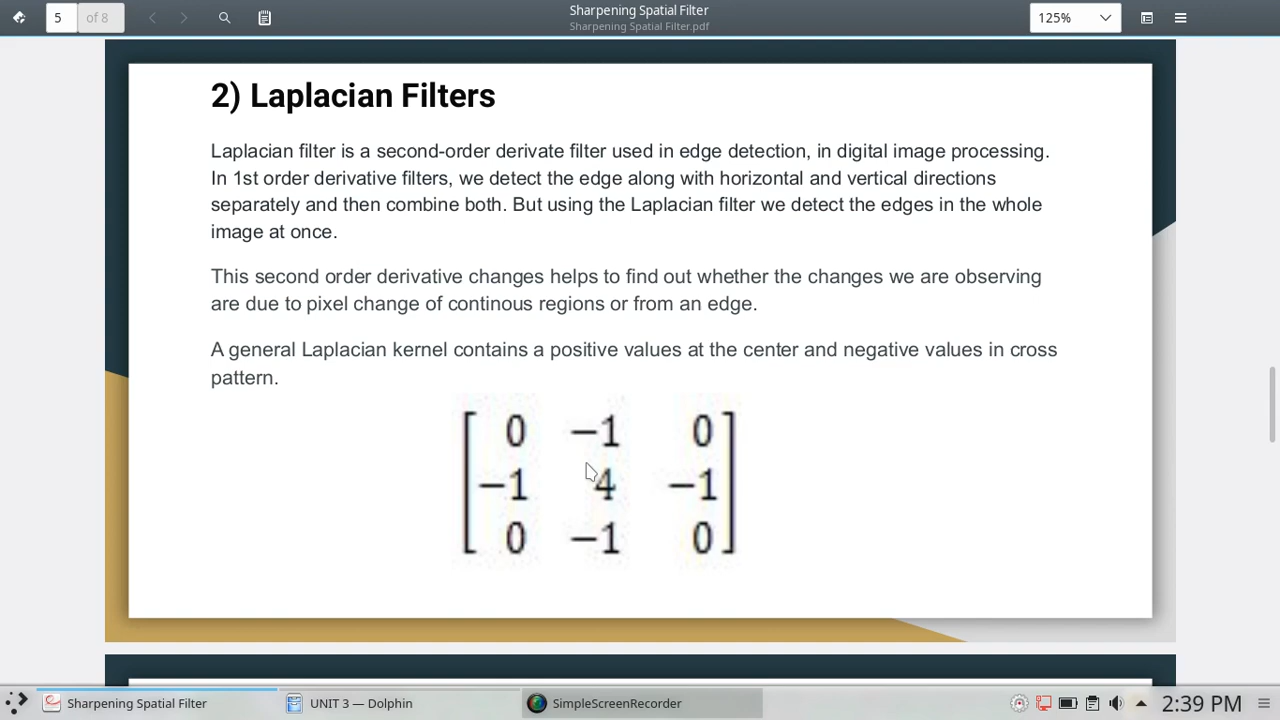 5 of 8
Sharpening Spatial Filter
Sharpening Spatial Filter.pdf
125%
2) Laplacian Filters
Laplacian filter is a second-order derivate filter used in edge detection, in digital image processing.
In 1st order derivative filters, we detect the edge along with horizontal and vertical directions
separately and then combine both. But using the Laplacian filter we detect the edges in the whole
image at once.
This second order derivative changes helps to find out whether the changes we are observing
are due to pixel change of continous regions or from an edge.
A general Laplacian kernel contains a positive values at the center and negative values in cross
pattern.
0 −1 0
−1 4 −1
0 −1 0
Sharpening Spatial Filter
UNIT 3 — Dolphin
SimpleScreenRecorder
2:39 PM